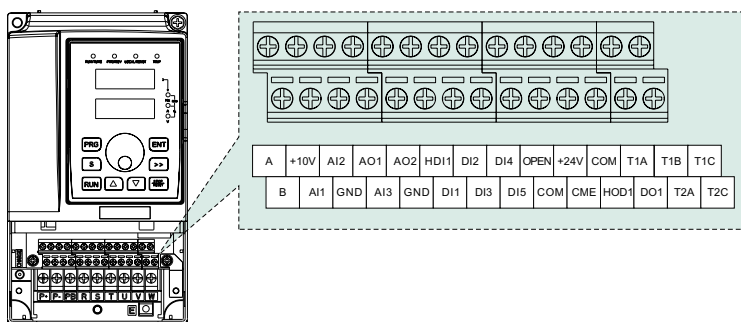 PRG ENT
S >>
RUN
P+ P- PB R S T U V W
E
A +10V AI2 AO1 AO2 HDI1 DI2 DI4 OPEN +24V COM T1A T1B T1C
B AI1 GND AI3 GND DI1 DI3 DI5 COM CME HOD1 DO1 T2A T2C